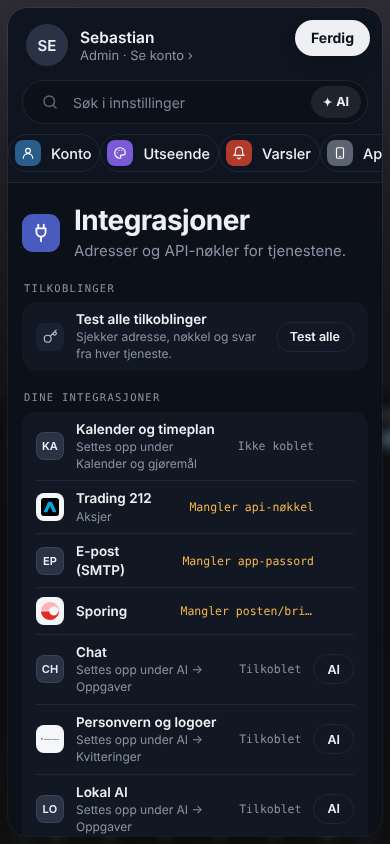 SE
Sebastian
Admin · Se konto ›
Ferdig
Søk i innstillinger
AI
Konto
Utseende
Varsler
Ap
Integrasjoner
Adresser og API-nøkler for tjenestene.
TILKOBLINGER
Test alle tilkoblinger
Sjekker adresse, nøkkel og svar
fra hver tjeneste.
Test alle
DINE INTEGRASJONER
KA
Kalender og timeplan
Settes opp under
Kalender og gjøremål
Ikke koblet
Trading 212
Aksjer
Mangler api-nøkkel
EP
E-post
(SMTP)
Mangler app-passord
Sporing
Mangler posten/bri…
CH
Chat
Settes opp under AI →
Oppgaver
Tilkoblet
AI
Personvern og logoer
Settes opp under AI →
Kvitteringer
Tilkoblet
AI
LO
Lokal AI
Settes opp under AI →
Oppgaver
Tilkoblet
AI